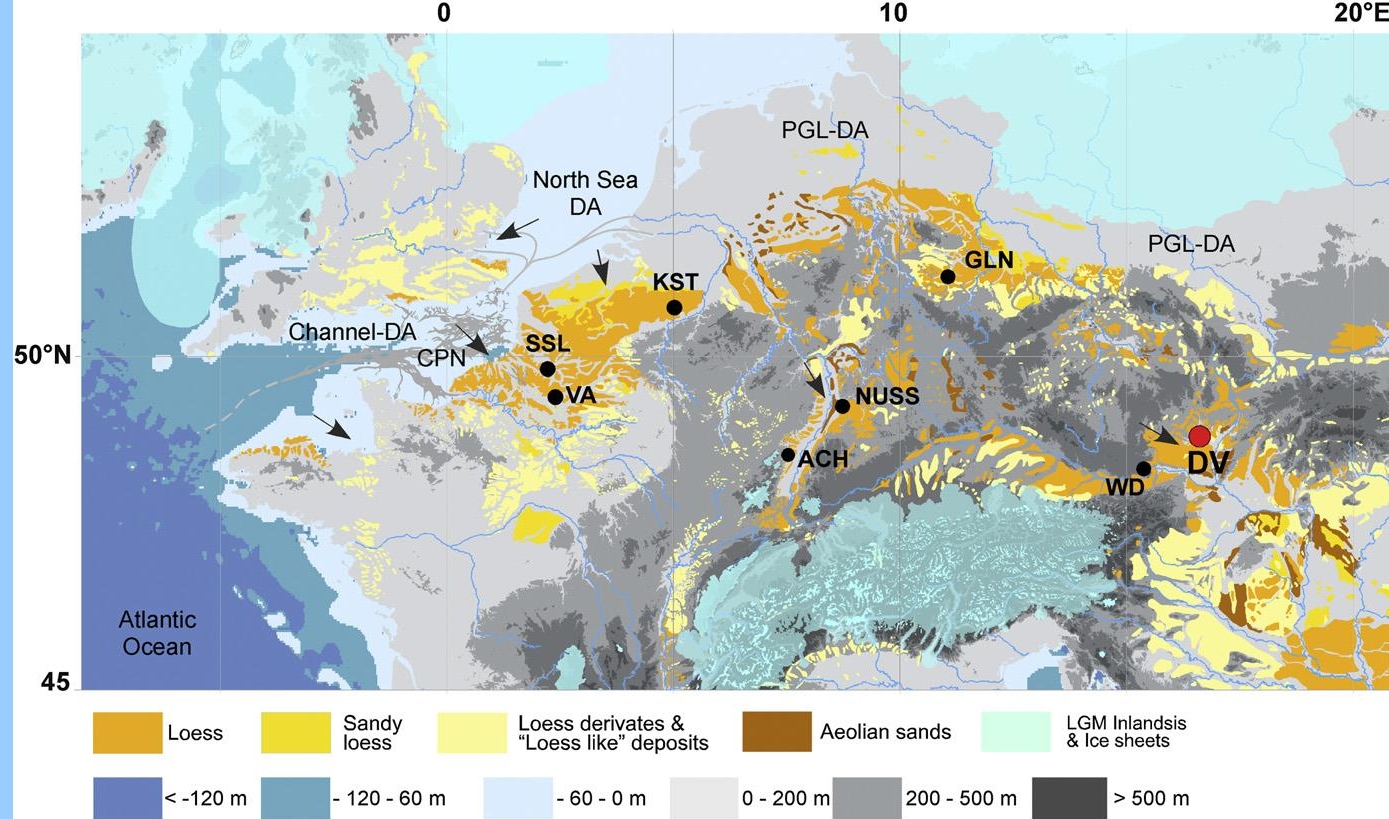 0 10 20°E
PGL-DA
North Sea
DA
PGL-DA
GLN
KST
Channel-DA
SSL
50°N
CPN
VA
NUSS
ACH
DV
WD
Atlantic
Ocean
45
Loess
Sandy
loess
Loess derivates &
“Loess like” deposits
Aeolian sands
LGM Inlandsis
& Ice sheets
< -120 m
- 120 - 60 m
- 60 - 0 m
0 - 200 m
200 - 500 m
> 500 m